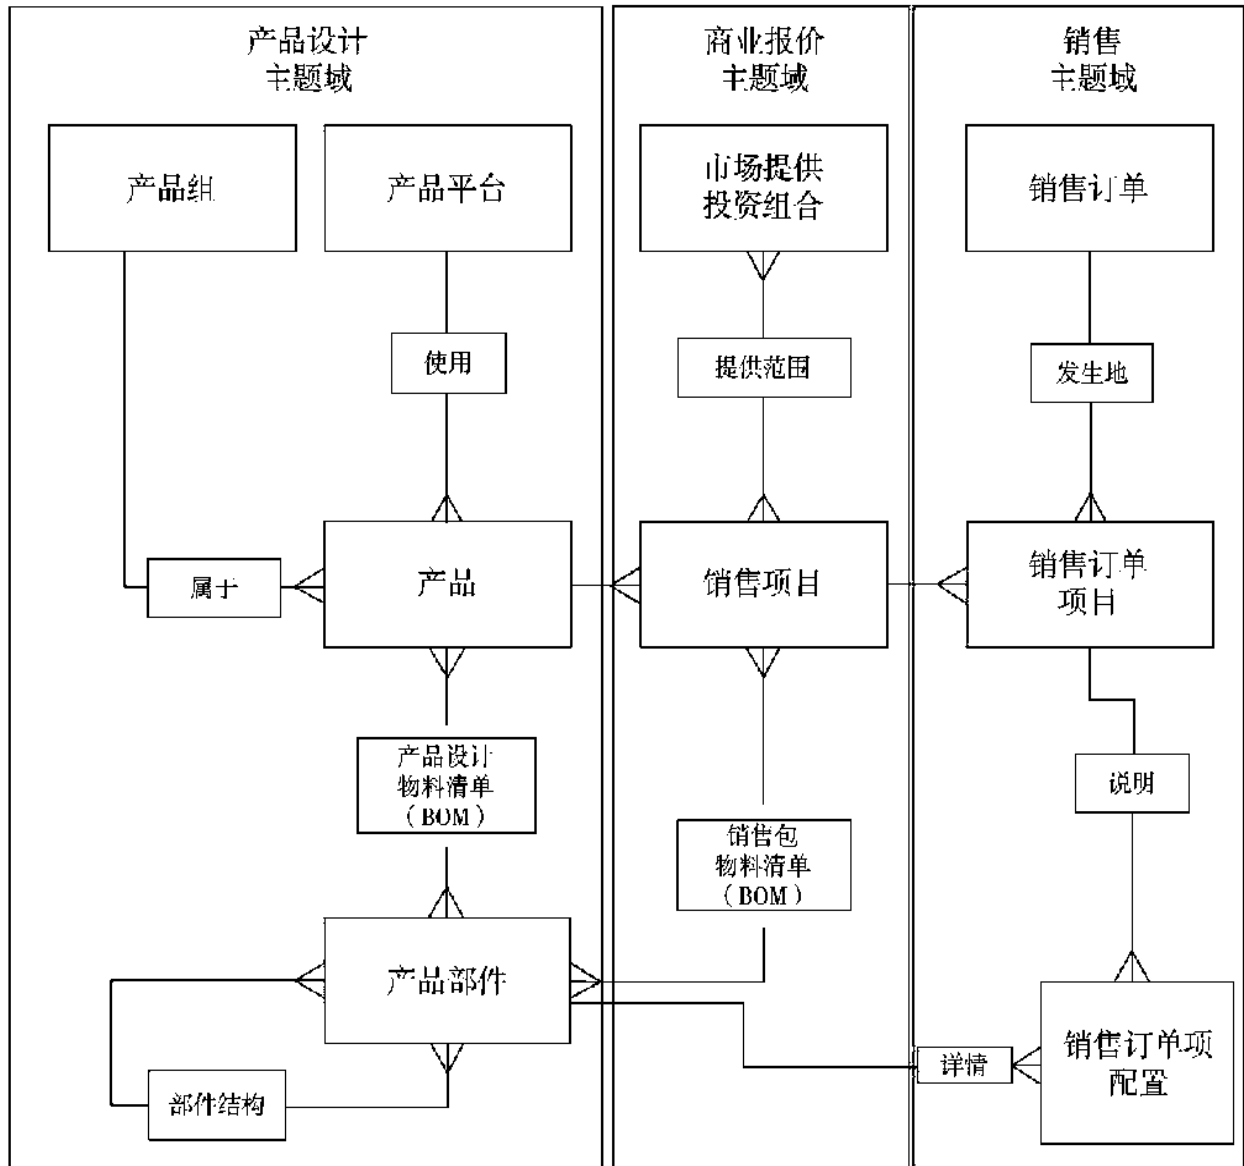 产品设计
主题域
商业报价
主题域
销售
主题域
产品组
产品平台
市场提供
投资组合
销售订单
使用
提供范围
发生地
属于
产品
销售项目
销售订单
项目
产品设计
物料清单
（BOM）
说明
销售包
物料清单
（BOM）
产品部件
部件结构
详情
销售订单项
配置